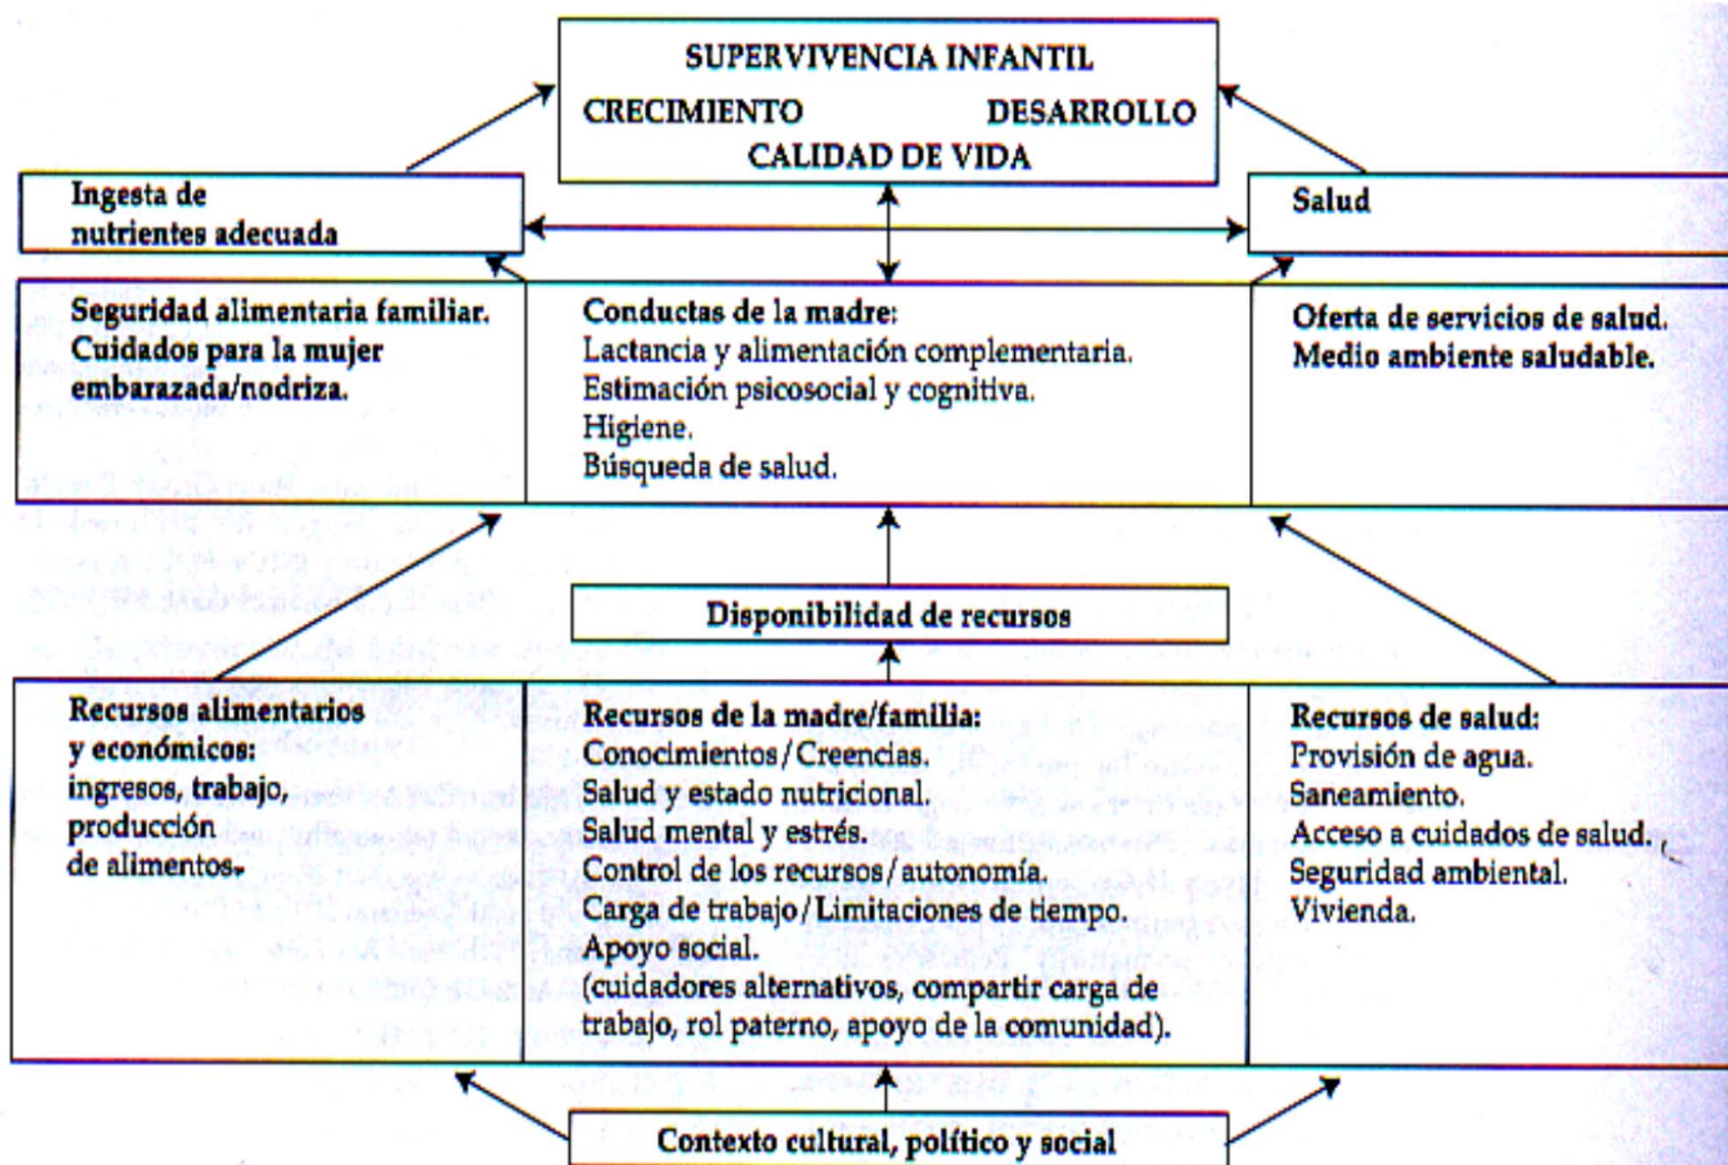 SUPERVIVENCIA INFANTIL
CRECIMIENTO DESARROLLO
CALIDAD DE VIDA
Ingesta de
nutrientes adecuada
Salud
Seguridad alimentaria familiar.
Cuidados para la mujer
embarazada/nodriza.
Conductas de la madre:
Lactancia y alimentación complementaria.
Estimación psicosocial y cognitiva.
Higiene.
Búsqueda de salud.
Oferta de servicios de salud.
Medio ambiente saludable.
Disponibilidad de recursos
Recursos alimentarios
y económicos:
ingresos, trabajo,
producción
de alimentos.
Recursos de la madre/familia:
Conocimientos/Creencias.
Salud y estado nutricional.
Salud mental y estrés.
Control de los recursos/autonomía.
Carga de trabajo/Limitaciones de tiempo.
Apoyo social.
(cuidadores alternativos, compartir carga de
trabajo, rol paterno, apoyo de la comunidad).
Recursos de salud:
Provisión de agua.
Saneamiento.
Acceso a cuidados de salud.
Seguridad ambiental.
Vivienda.
Contexto cultural, político y social